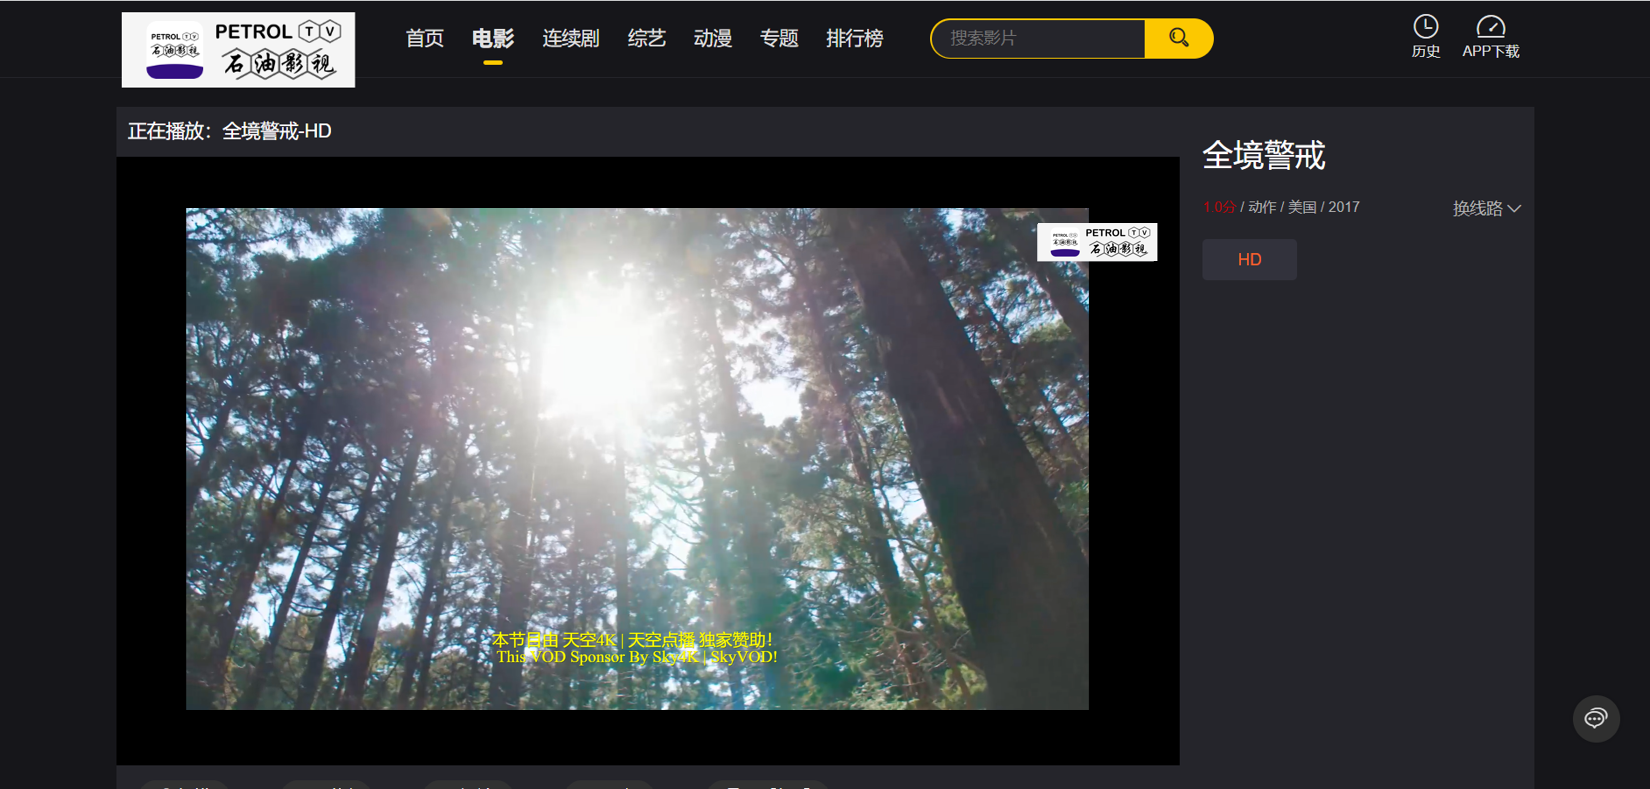 PETROL TV
石油影视
PETROL TV
石油影视
首页 电影 连续剧 综艺 动漫 专题 排行榜
搜索影片
历史 APP下载
正在播放：全境警戒-HD
全境警戒
1.0分 / 动作 / 美国 / 2017
换线路
HD
PETROL TV
石油影视
PETROL TV
石油影视
本节目由 天空4K | 天空点播 独家赞助!
This VOD Sponsor By Sky4K | SkyVOD!